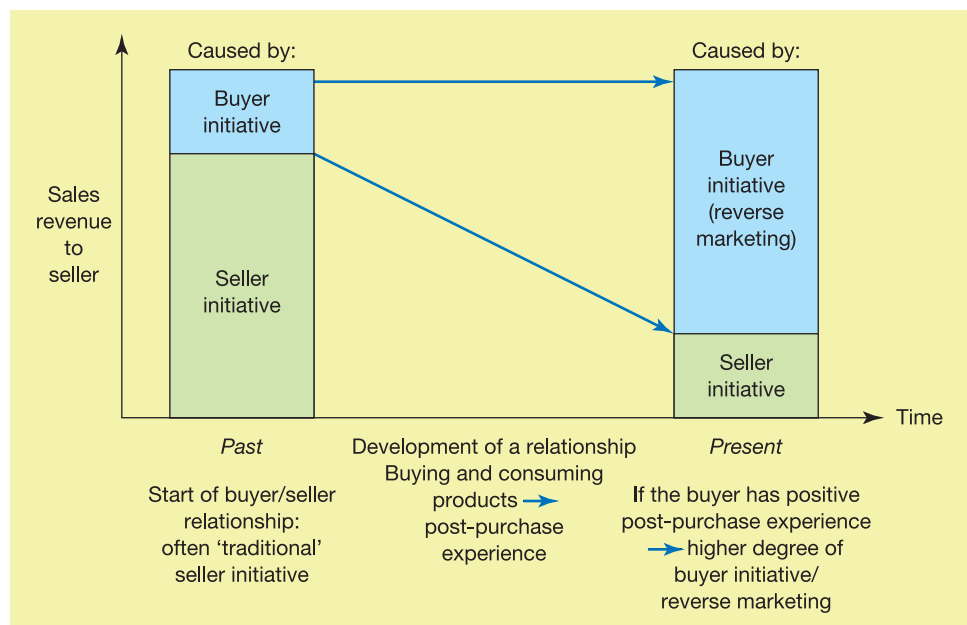 Caused by:
Caused by:
Buyer
initiative
Seller
initiative
Buyer
initiative
(reverse
marketing)
Seller
initiative
Sales
revenue
to
seller
Time
Past
Start of buyer/seller
relationship:
often ‘traditional’
seller initiative
Development of a relationship
Buying and consuming
products →
post-purchase
experience
Present
If the buyer has positive
post-purchase experience
→ higher degree of
buyer initiative/
reverse marketing